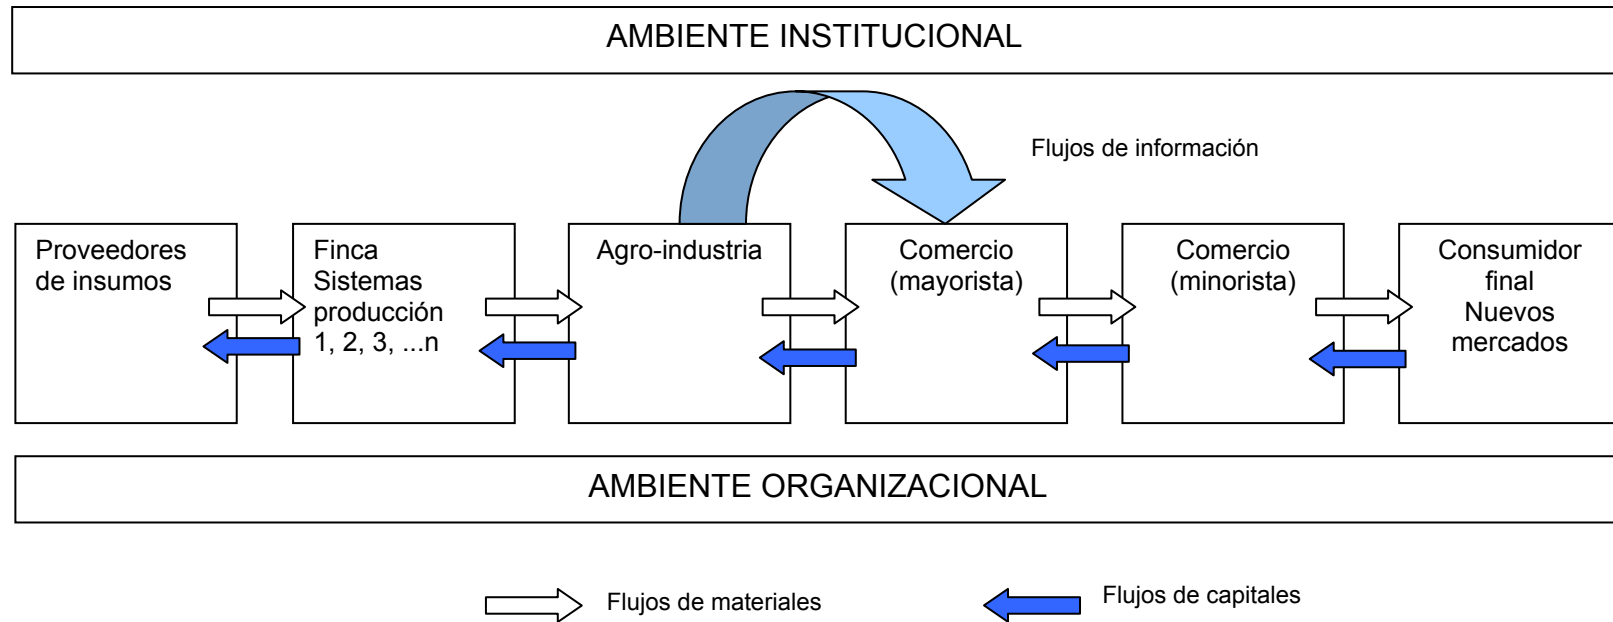 AMBIENTE INSTITUCIONAL
Flujos de información
Proveedores
de insumos
Finca
Sistemas
producción
1, 2, 3, ...n
Agro-industria
Comercio
(mayorista)
Comercio
(minorista)
Consumidor
final
Nuevos
mercados
AMBIENTE ORGANIZACIONAL
Flujos de materiales
Flujos de capitales